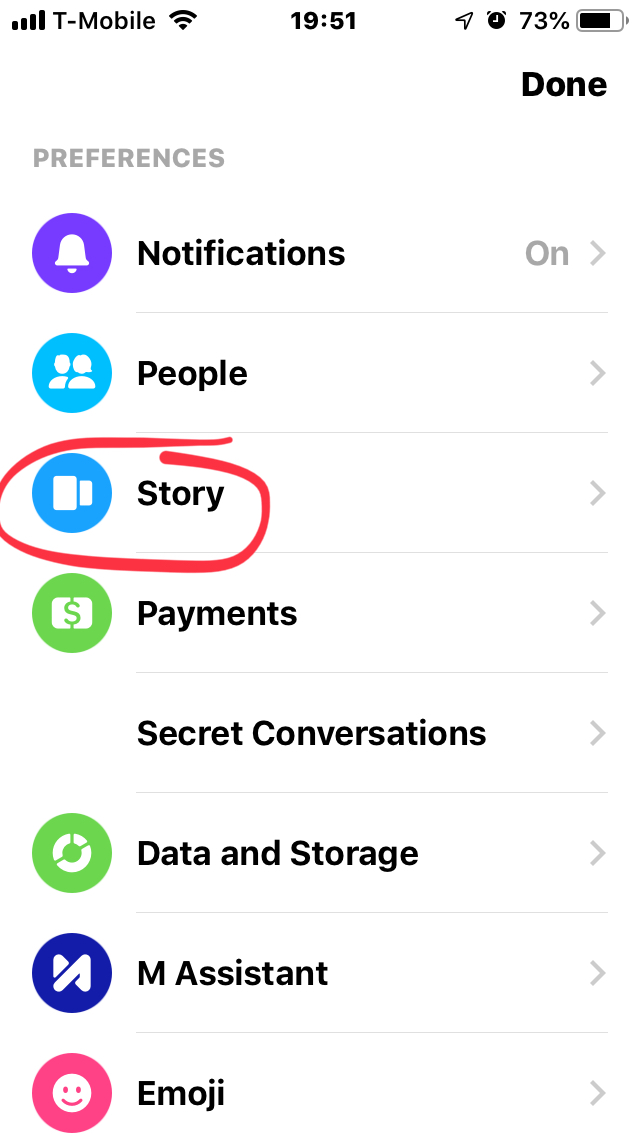 T-Mobile 19:51 73%
Done
PREFERENCES
Notifications On
People
Story
Payments
Secret Conversations
Data and Storage
M Assistant
Emoji